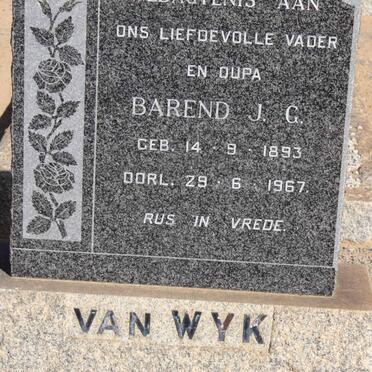 GEDAGTENIS AAN
ONS LIEFDEVOLLE VADER
EN OUPA
BAREND J. G.
GEB. 14 - 9 - 1893
OORL. 29 - 6 - 1967.
RUS IN VREDE.
VAN WYK